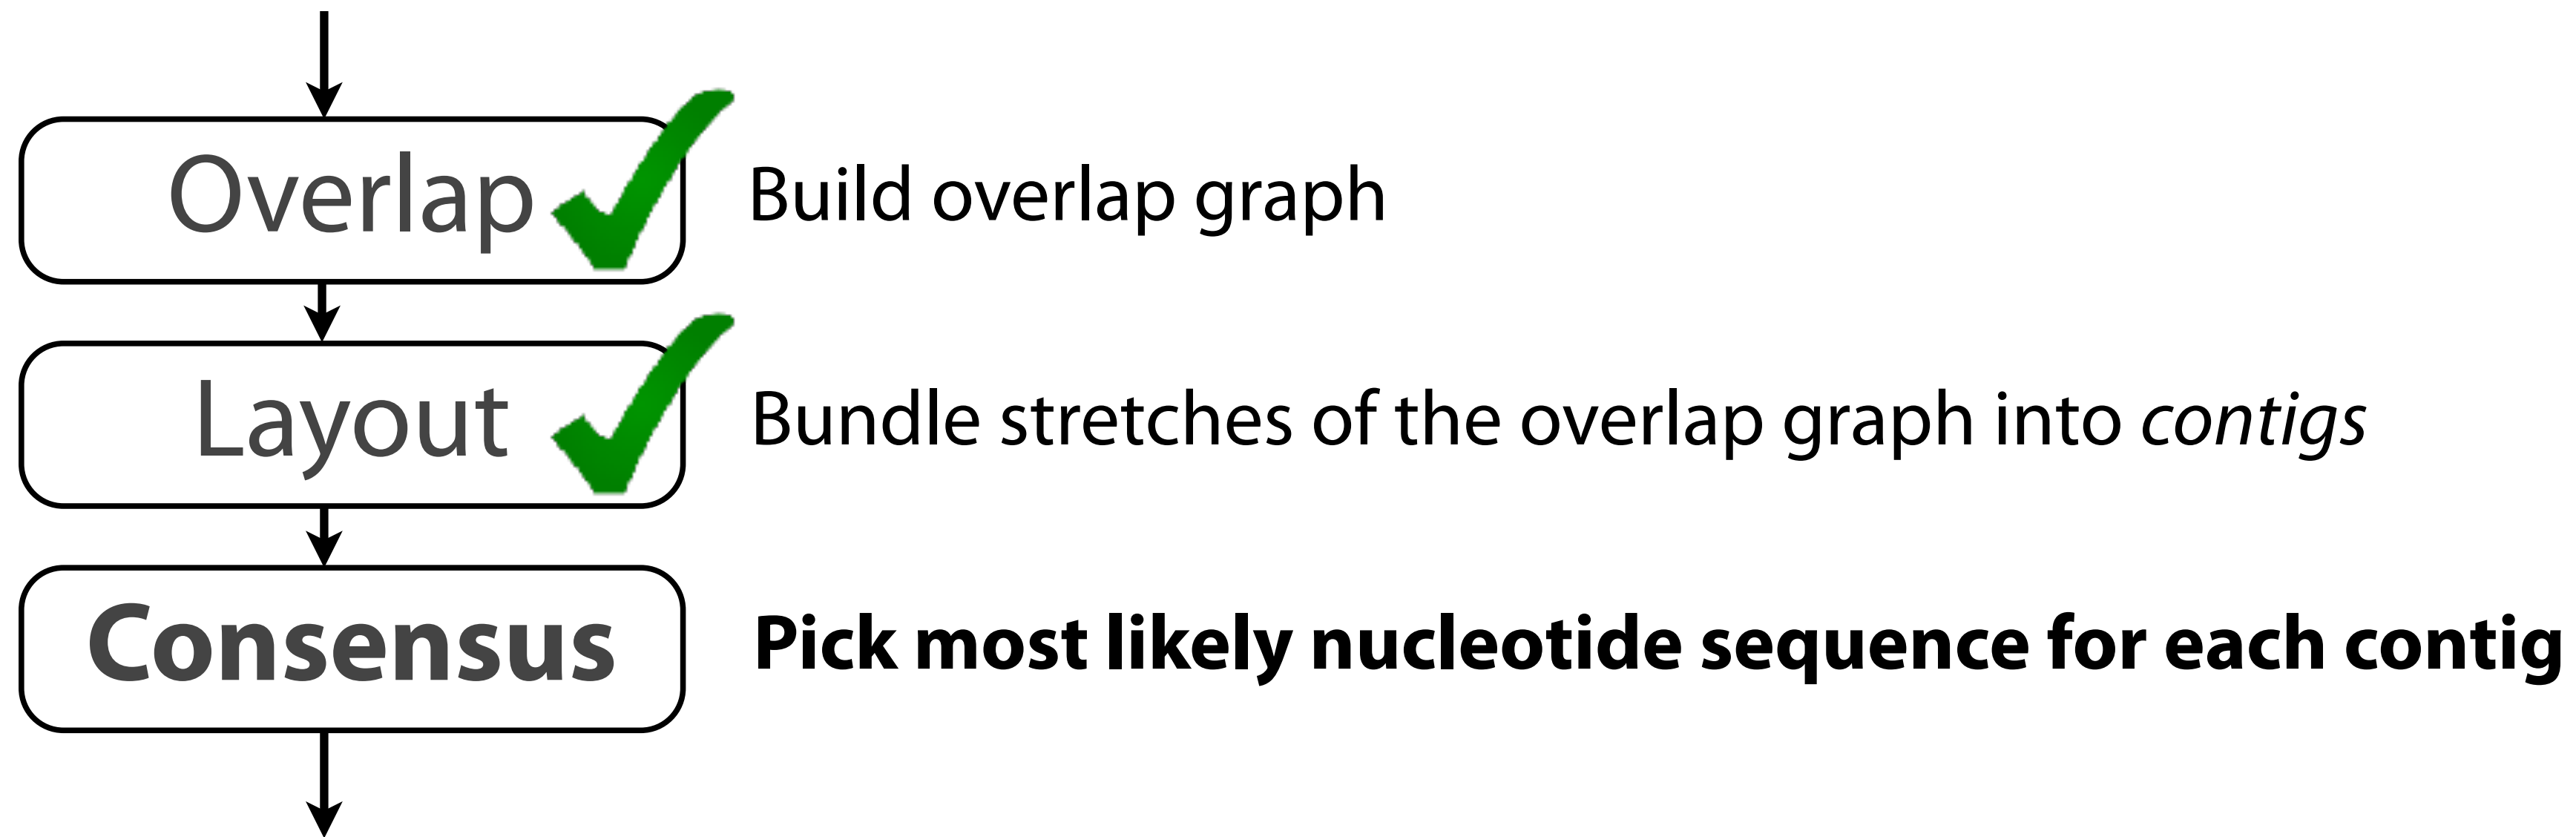 Overlap
Build overlap graph
Layout
Bundle stretches of the overlap graph into contigs
Consensus
Pick most likely nucleotide sequence for each contig